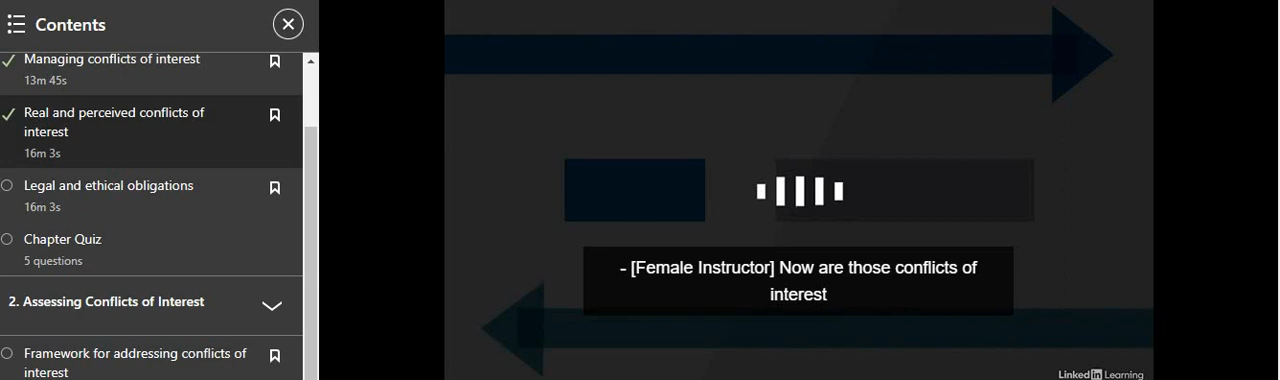 Contents
Managing conflicts of interest
13m 45s
Real and perceived conflicts of
interest
16m 3s
Legal and ethical obligations
16m 3s
Chapter Quiz
5 questions
2. Assessing Conflicts of Interest
Framework for addressing conflicts of
interest
- [Female Instructor] Now are those conflicts of
interest
Linked in Learning